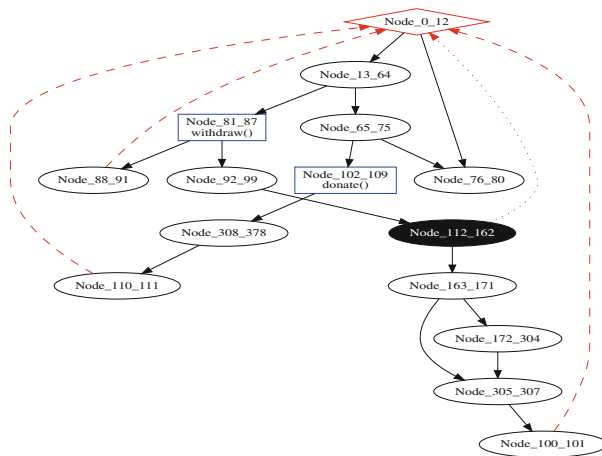 Node_0_12
Node_13_64
Node_81_87
withdraw()
Node_65_75
Node_88_91
Node_92_99
Node_102_109
donate()
Node_76_80
Node_308_378
Node_112_162
Node_110_111
Node_163_171
Node_172_304
Node_305_307
Node_100_101